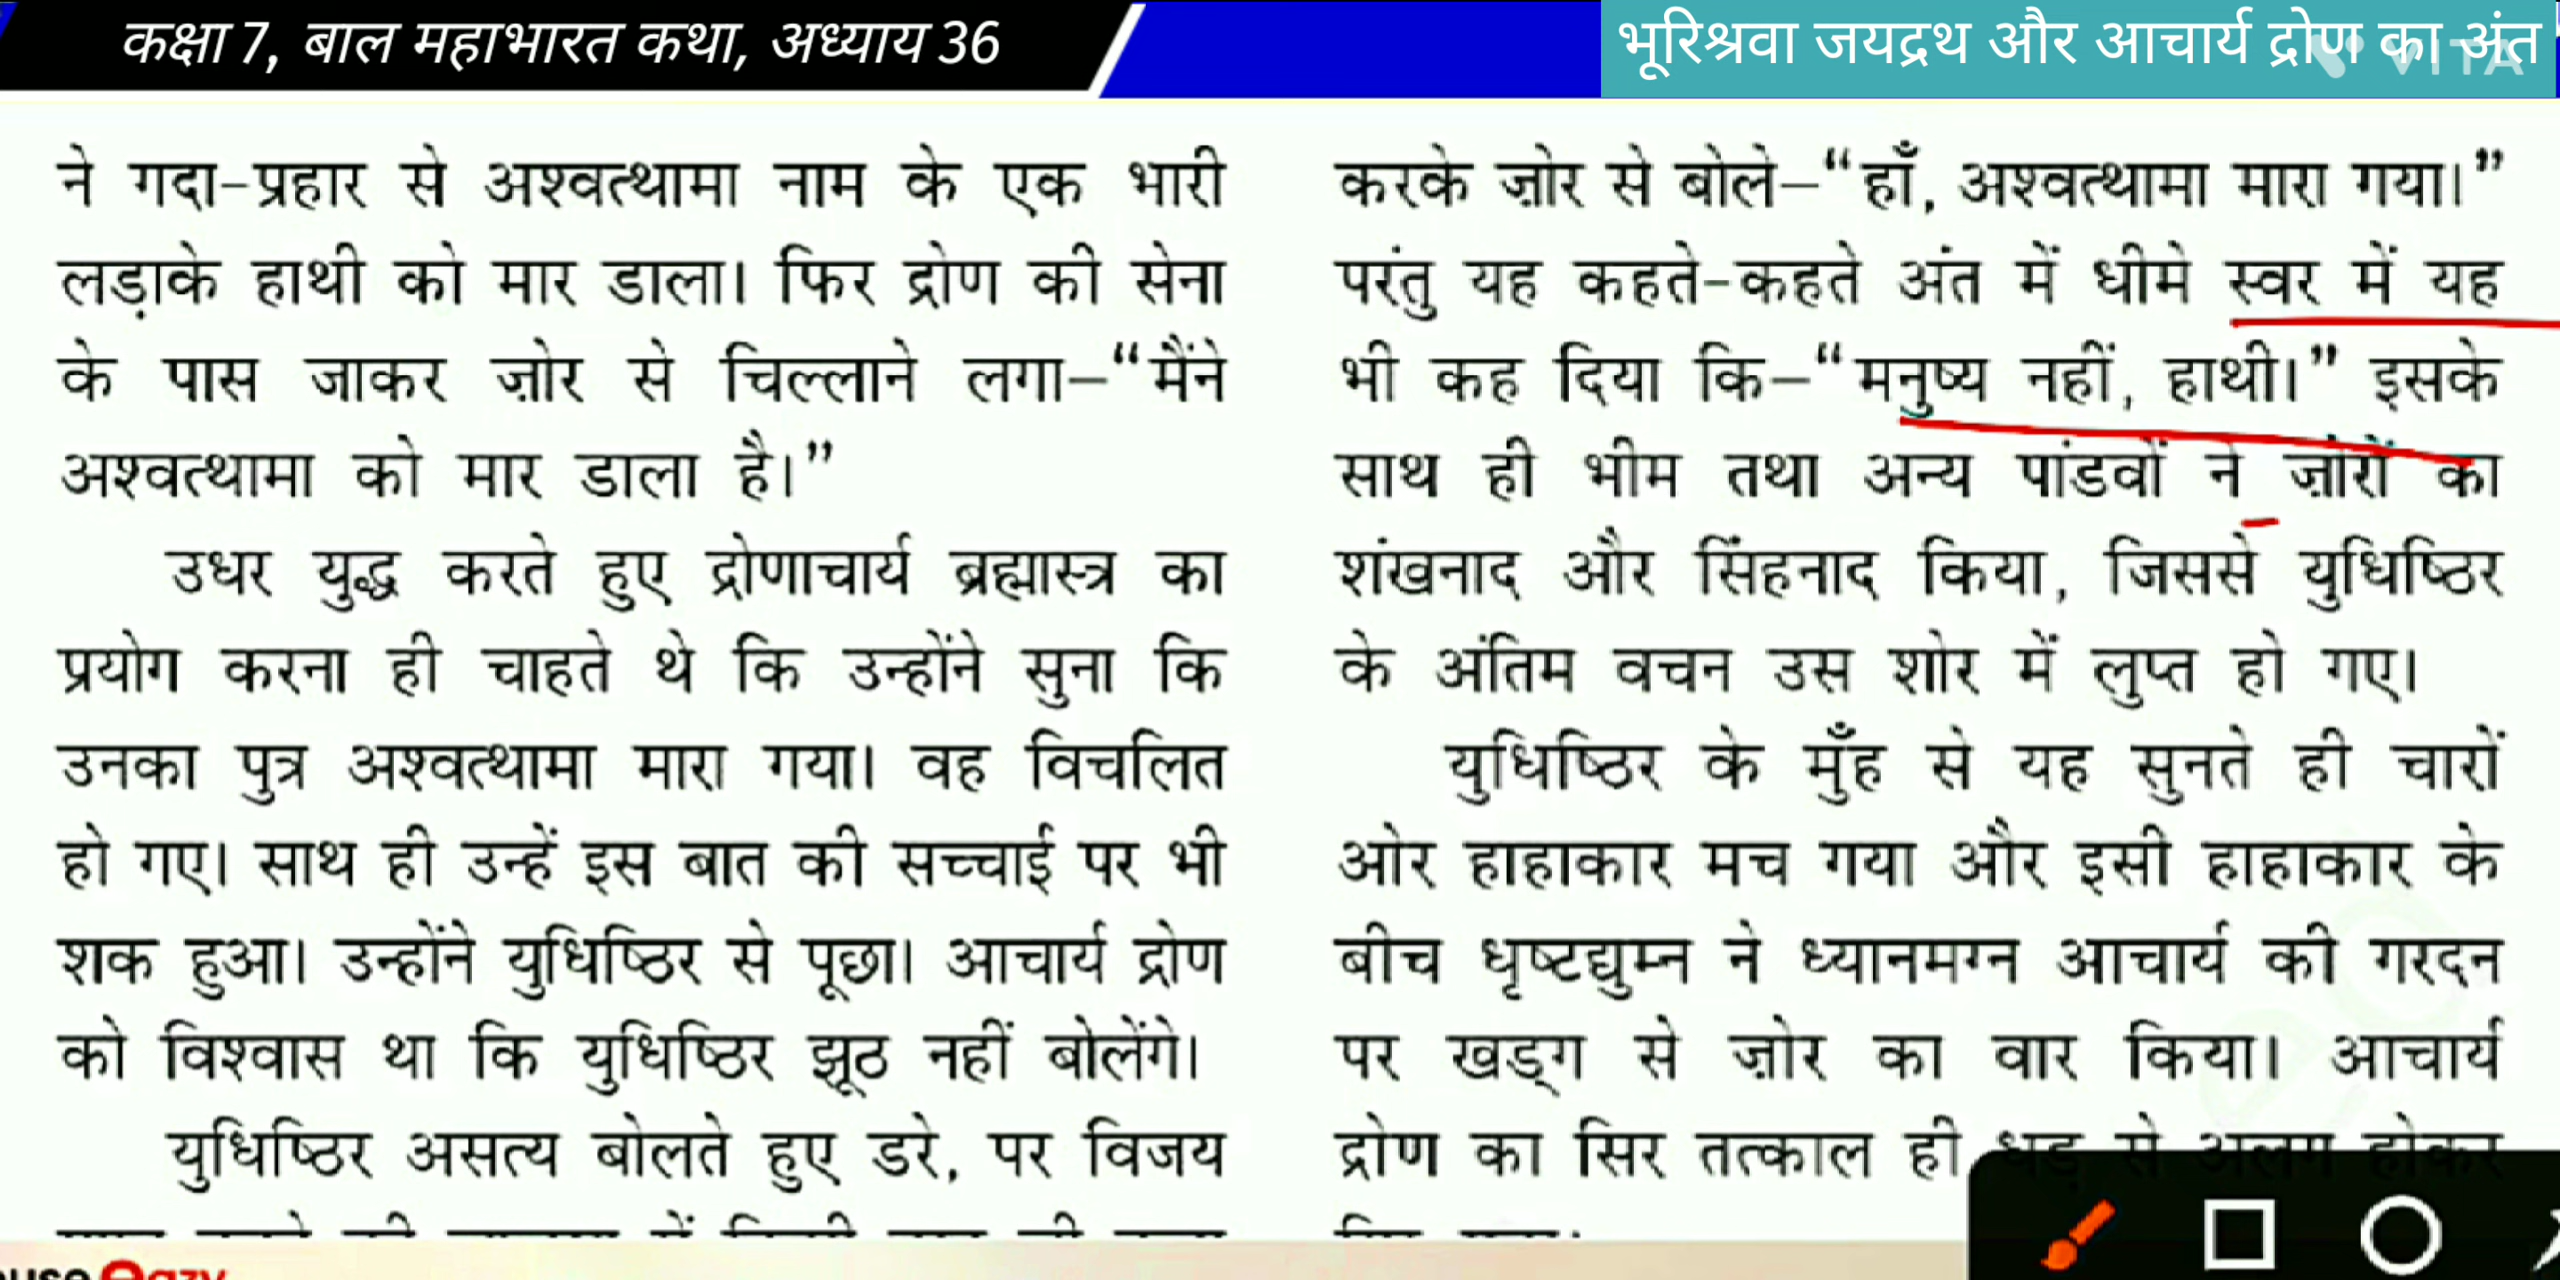 कक्षा 7, बाल महाभारत कथा, अध्याय 36
भूरिश्रवा जयद्रथ और आचार्य द्रोण का अंत
VITA
ने गदा-प्रहार से अश्वत्थामा नाम के एक भारी
लड़ाके हाथी को मार डाला। फिर द्रोण की सेना
के पास जाकर ज़ोर से चिल्लाने लगा–“मैंने
अश्वत्थामा को मार डाला है।”
उधर युद्ध करते हुए द्रोणाचार्य ब्रह्मास्त्र का
प्रयोग करना ही चाहते थे कि उन्होंने सुना कि
उनका पुत्र अश्वत्थामा मारा गया। वह विचलित
हो गए। साथ ही उन्हें इस बात की सच्चाई पर भी
शक हुआ। उन्होंने युधिष्ठिर से पूछा। आचार्य द्रोण
को विश्वास था कि युधिष्ठिर झूठ नहीं बोलेंगे।
युधिष्ठिर असत्य बोलते हुए डरे, पर विजय
करके ज़ोर से बोले–“हाँ, अश्वत्थामा मारा गया।”
परंतु यह कहते-कहते अंत में धीमे स्वर में यह
भी कह दिया कि–“मनुष्य नहीं, हाथी।” इसके
साथ ही भीम तथा अन्य पांडवों ने ज़ोरों का
शंखनाद और सिंहनाद किया, जिससे युधिष्ठिर
के अंतिम वचन उस शोर में लुप्त हो गए।
युधिष्ठिर के मुँह से यह सुनते ही चारों
ओर हाहाकार मच गया और इसी हाहाकार के
बीच धृष्टद्युम्न ने ध्यानमग्न आचार्य की गरदन
पर खड्ग से ज़ोर का वार किया। आचार्य
द्रोण का सिर तत्काल ही धड़ से अलग होकर